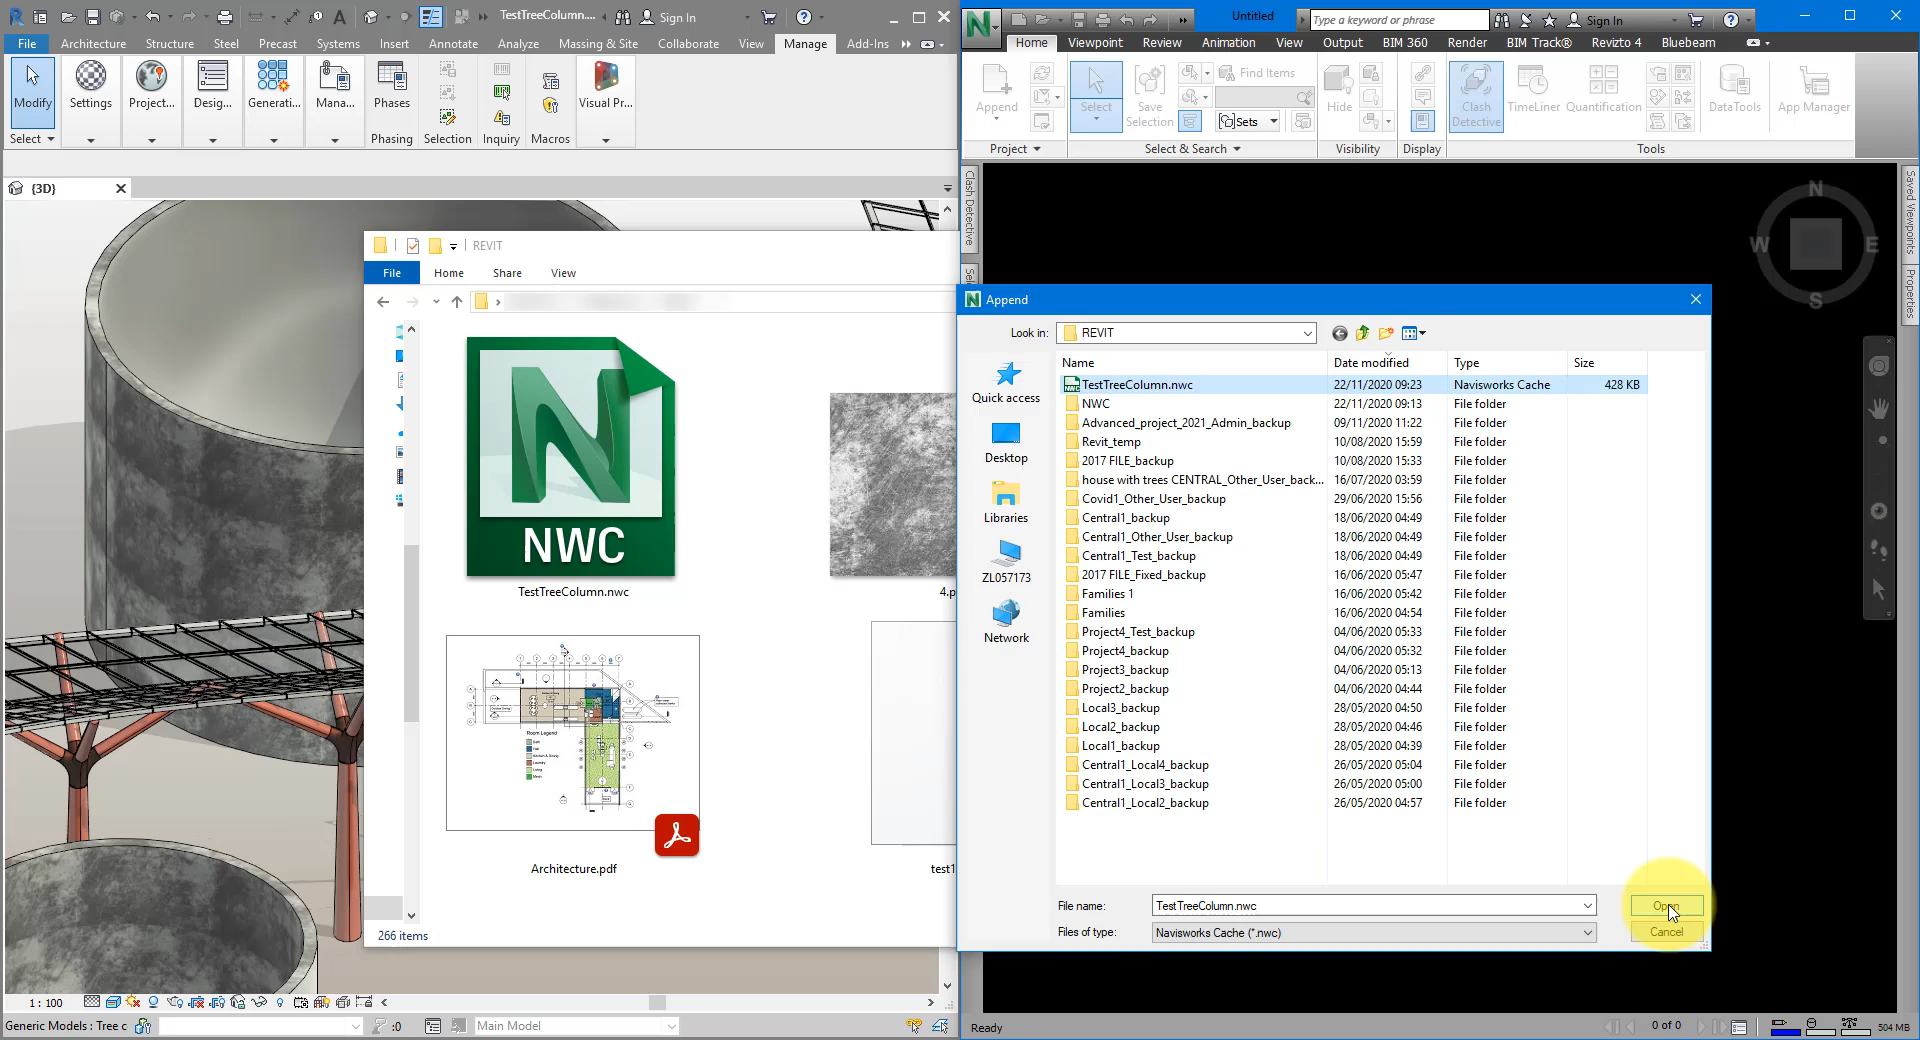 TestTreeColumn....
Sign In
File
Architecture
Structure
Steel
Precast
Systems
Insert
Annotate
Analyze
Massing & Site
Collaborate
View
Manage
Add-Ins
Modify
Settings
Project...
Desig...
Generati...
Mana...
Phases
Visual Pr...
Select
Phasing
Selection
Inquiry
Macros
{3D}
REVIT
File
Home
Share
View
NWC
TestTreeColumn.nwc
4.p
Room Legend
Architecture.pdf
test1
266 items
1 : 100
Generic Models : Tree c
:0
Main Model
Untitled
Type a keyword or phrase
Sign In
Home
Viewpoint
Review
Animation
View
Output
BIM 360
Render
BIM Track®
Revizto 4
Bluebeam
Append
Select
Save
Selection
Find Items
Sets
Hide
Clash
Detective
TimeLiner
Quantification
DataTools
App Manager
Project
Select & Search
Visibility
Display
Tools
Clash Detective
Sel
Saved Viewpoints
Properties
N
W
E
S
Append
Look in:
REVIT
Quick access
Desktop
Libraries
ZL057173
Network
Name Date modified Type Size
TestTreeColumn.nwc 22/11/2020 09:23 Navisworks Cache 428 KB
NWC 22/11/2020 09:13 File folder
Advanced_project_2021_Admin_backup 09/11/2020 11:22 File folder
Revit_temp 10/08/2020 15:59 File folder
2017 FILE_backup 10/08/2020 15:33 File folder
house with trees CENTRAL_Other_User_back... 16/07/2020 03:59 File folder
Covid1_Other_User_backup 29/06/2020 15:56 File folder
Central1_backup 18/06/2020 04:49 File folder
Central1_Other_User_backup 18/06/2020 04:49 File folder
Central1_Test_backup 18/06/2020 04:49 File folder
2017 FILE_Fixed_backup 16/06/2020 05:47 File folder
Families 1 16/06/2020 05:42 File folder
Families 16/06/2020 04:54 File folder
Project4_Test_backup 04/06/2020 05:33 File folder
Project4_backup 04/06/2020 05:32 File folder
Project3_backup 04/06/2020 05:13 File folder
Project2_backup 04/06/2020 04:44 File folder
Local3_backup 28/05/2020 04:50 File folder
Local2_backup 28/05/2020 04:46 File folder
Local1_backup 28/05/2020 04:39 File folder
Central1_Local4_backup 26/05/2020 05:04 File folder
Central1_Local3_backup 26/05/2020 05:00 File folder
Central1_Local2_backup 26/05/2020 04:57 File folder
File name:
TestTreeColumn.nwc
Open
Files of type:
Navisworks Cache (*.nwc)
Cancel
Ready
0 of 0
504 MB